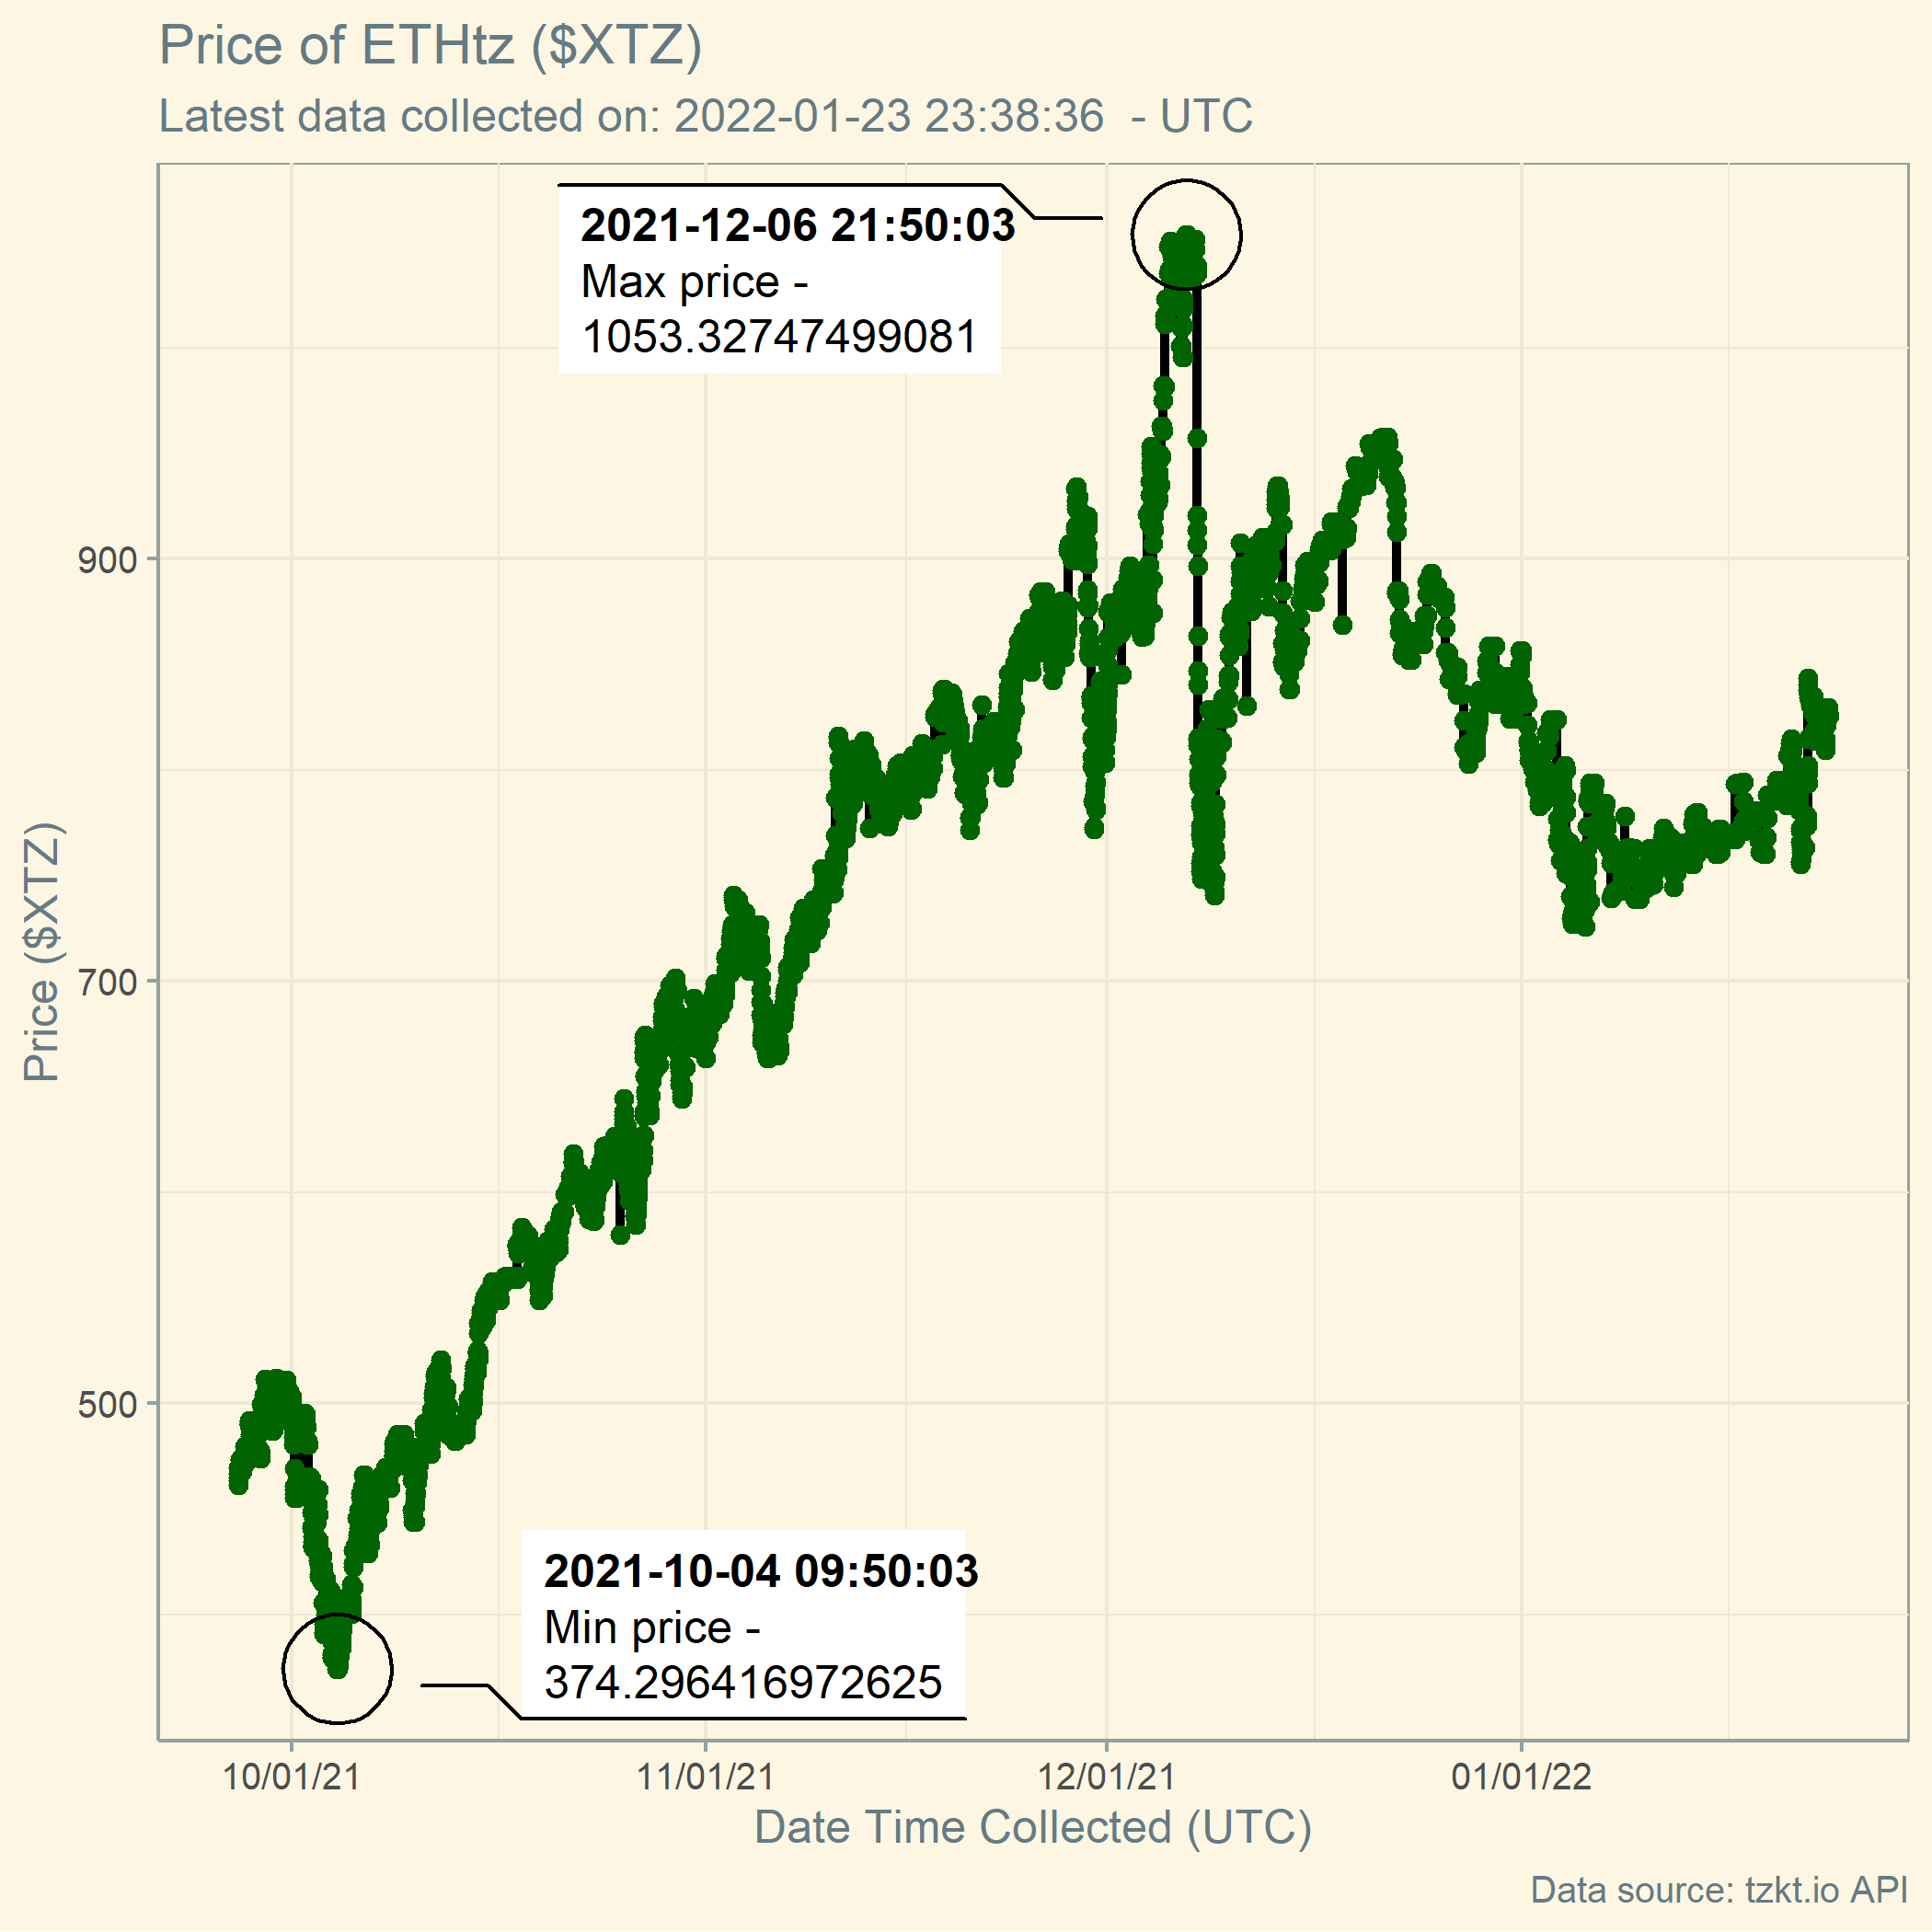 Price of ETHtz ($XTZ)
Latest data collected on: 2022-01-23 23:38:36 - UTC
2021-12-06 21:50:03
Max price -
1053.32747499081
900
700
500
Price ($XTZ)
2021-10-04 09:50:03
Min price -
374.296416972625
10/01/21
11/01/21
12/01/21
01/01/22
Date Time Collected (UTC)
Data source: tzkt.io API